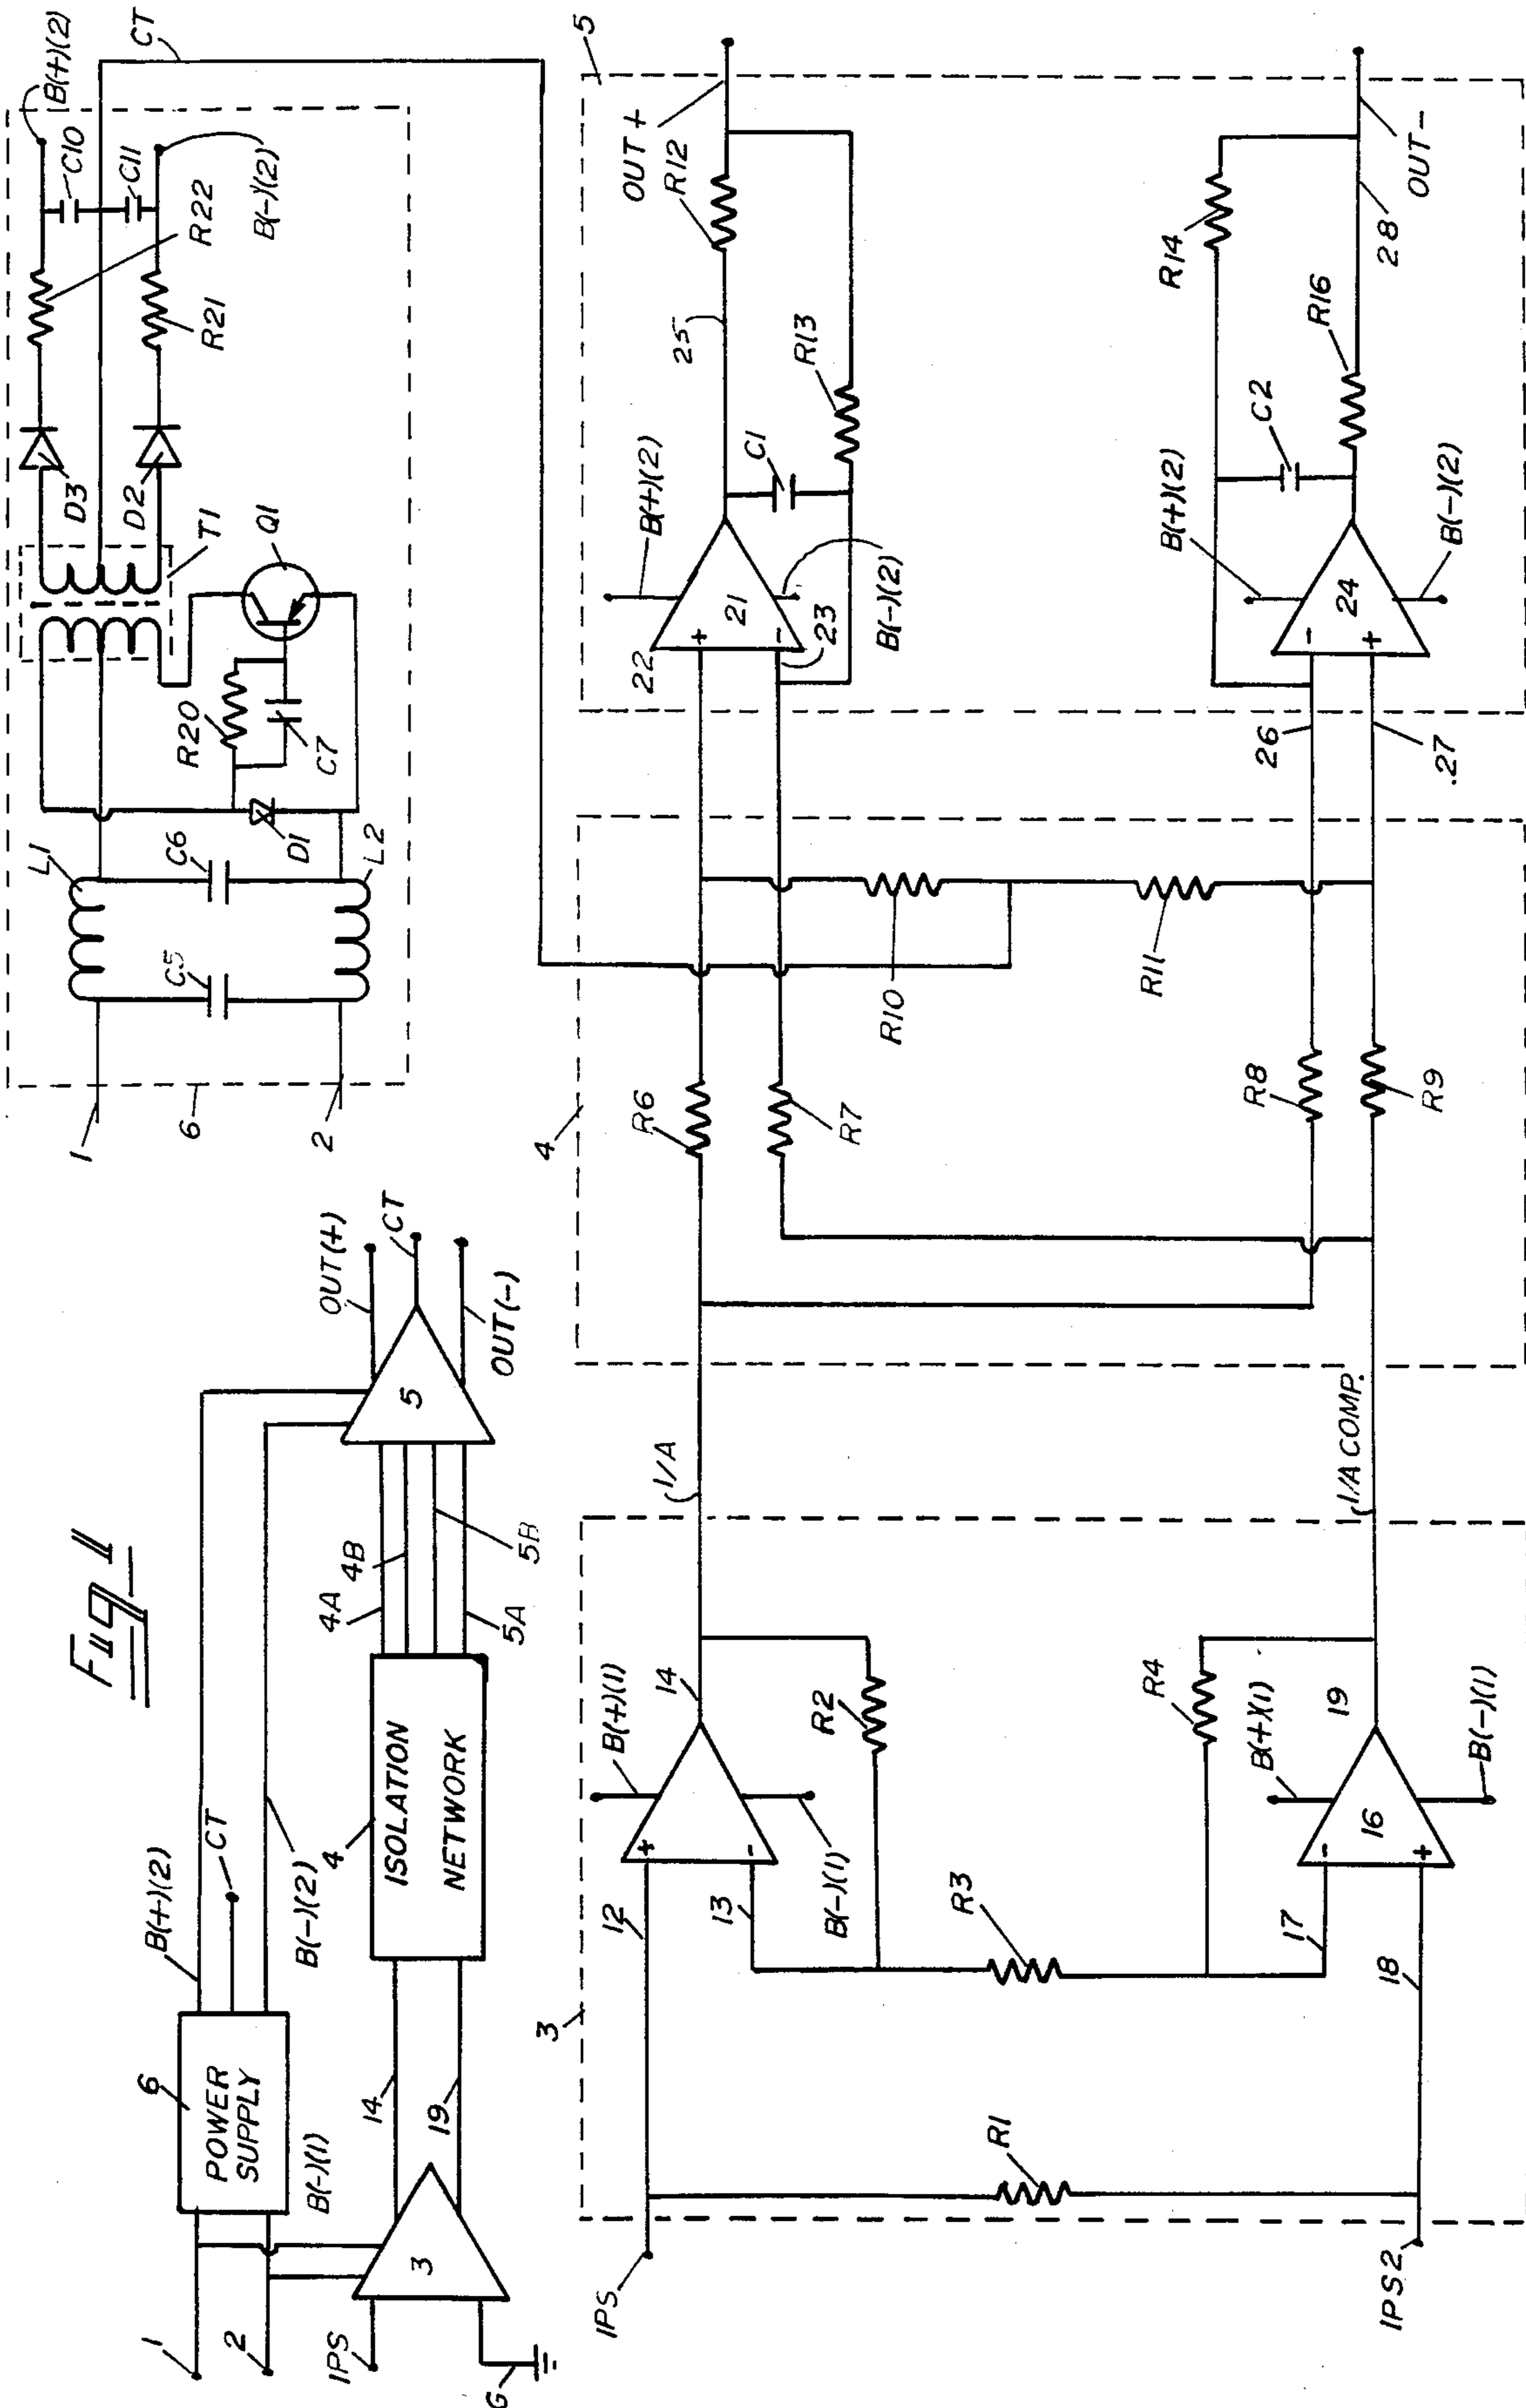 Fig 1
1
2
IPS
G
3
6
POWER
SUPPLY
B(-)(1)
14
19
B(+)(2)
CT
B(-)(2)
4
ISOLATION
NETWORK
4A
4B
5B
5A
5
OUT(+)
CT
OUT(-)
1
6
2
L1
C5
C6
L2
D1
R20
C7
Q1
T1
D3
D2
R22
R21
C10
C11
B(+)(2)
B(-)(2)
CT
3
IPS
IPS2
R1
12
13
B(+)(1)
B(-)(1)
14
R2
R3
R4
17
18
16
B(+)(1)
19
B(-)(1)
1/A
1/A COMP.
4
R6
R7
R8
R9
R10
R11
5
22
+
-
21
23
B(+)(2)
B(-)(2)
25
C1
R13
R12
OUT+
26
27
-
+
24
B(+)(2)
B(-)(2)
C2
R14
R16
28
OUT-